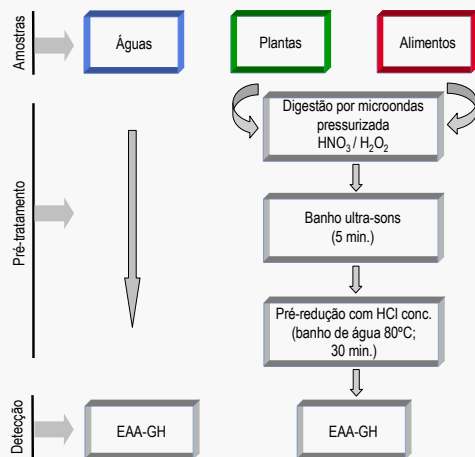 Amostras
Águas
Plantas
Alimentos
Pré-tratamento
Digestão por microondas
pressurizada
HNO₃ / H₂O₂
Banho ultra-sons
(5 min.)
Pré-redução com HCl conc.
(banho de água 80ºC;
30 min.)
Detecção
EAA-GH
EAA-GH